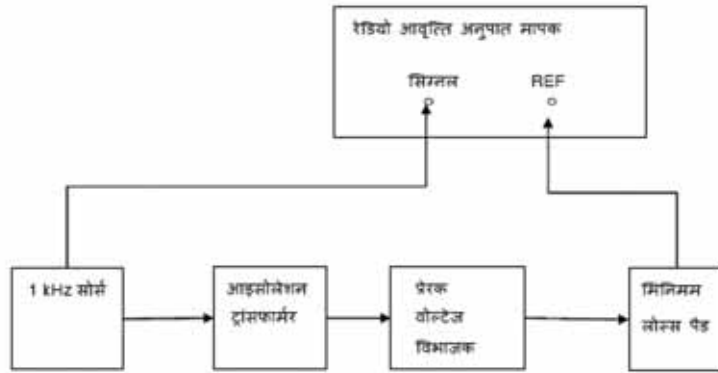 रेडियो आवृत्ति अनुपात मापक
सिग्नल REF
1 kHz सोर्स
आइसोलेशन
ट्रांसफार्मर
प्रेरक
वोल्टेज
विभाजक
मिनिमम
लोस्स पैड